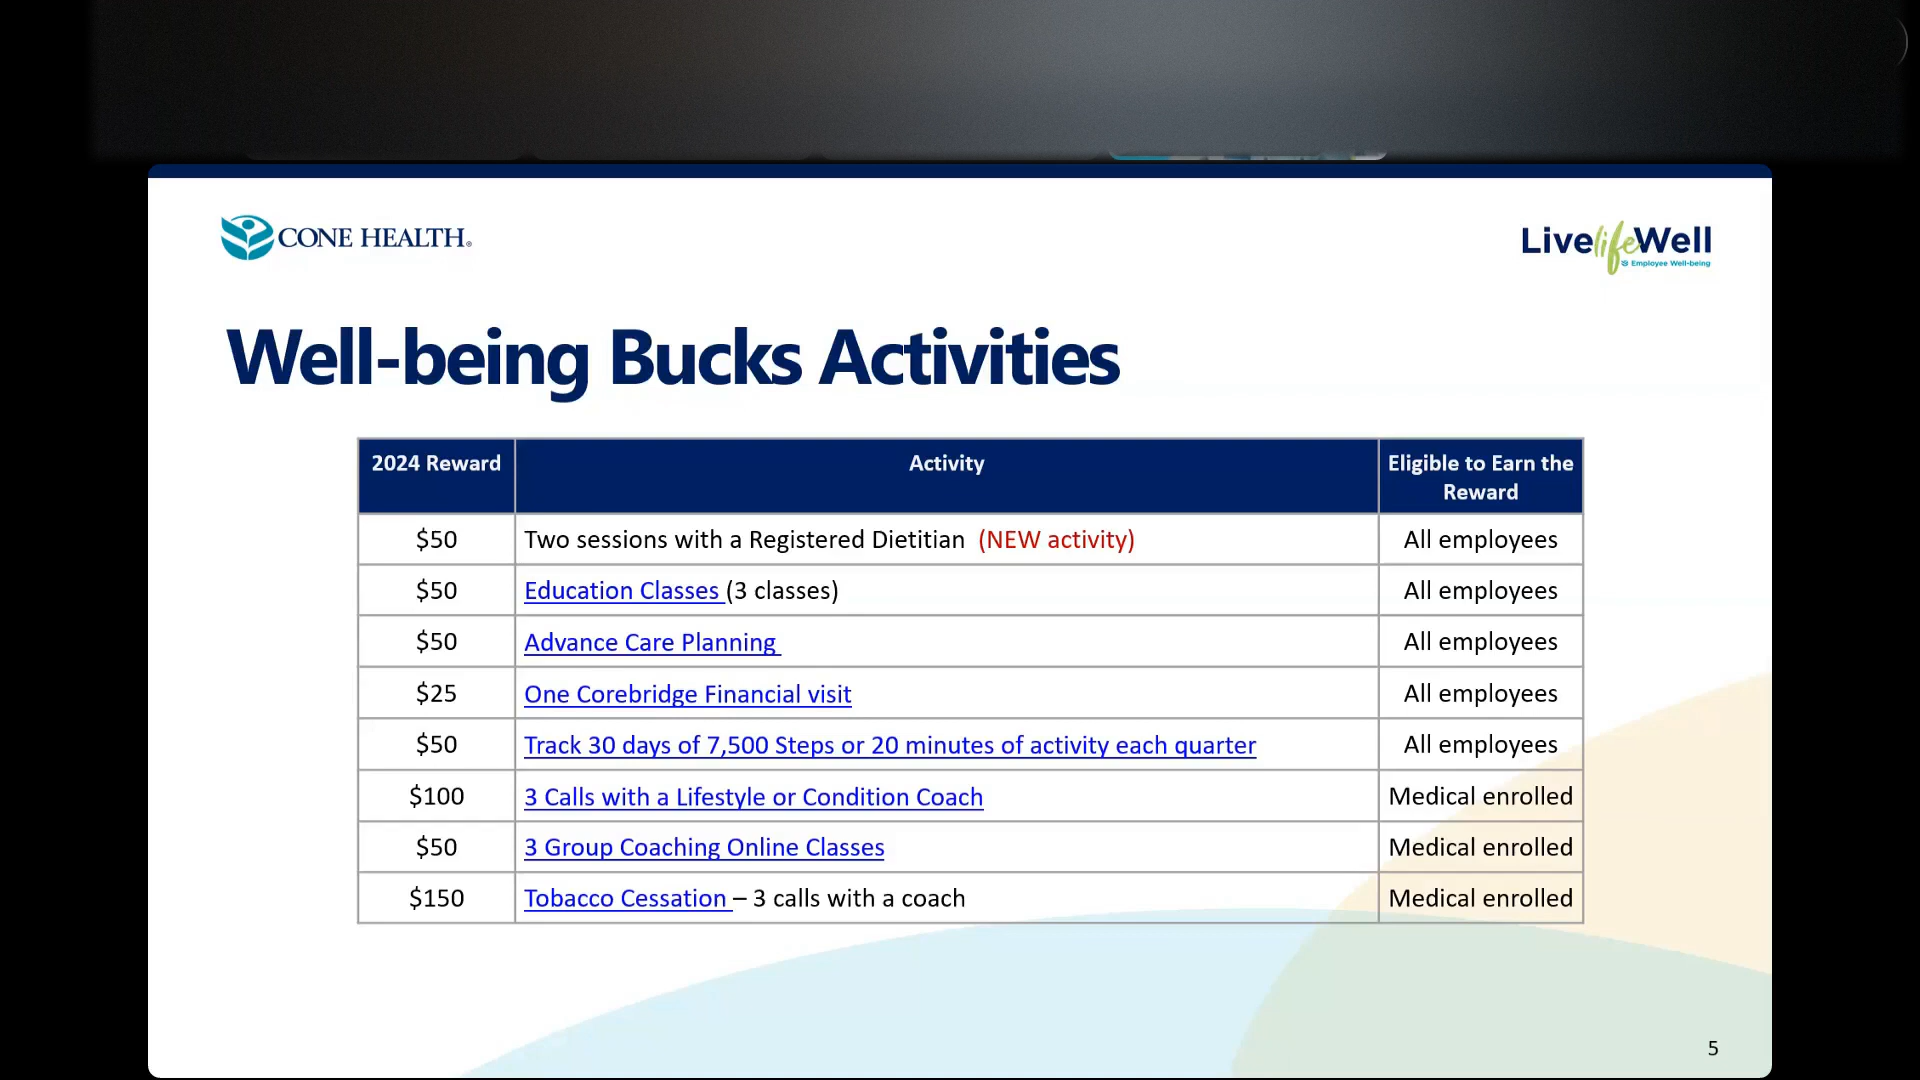 CONE HEALTH®
LivelifeWell
Employee Well-being
Well-being Bucks Activities
2024 Reward Activity Eligible to Earn the
Reward
$50 Two sessions with a Registered Dietitian (NEW activity) All employees
$50 Education Classes (3 classes) All employees
$50 Advance Care Planning All employees
$25 One Corebridge Financial visit All employees
$50 Track 30 days of 7,500 Steps or 20 minutes of activity each quarter All employees
$100 3 Calls with a Lifestyle or Condition Coach Medical enrolled
$50 3 Group Coaching Online Classes Medical enrolled
$150 Tobacco Cessation – 3 calls with a coach Medical enrolled
5